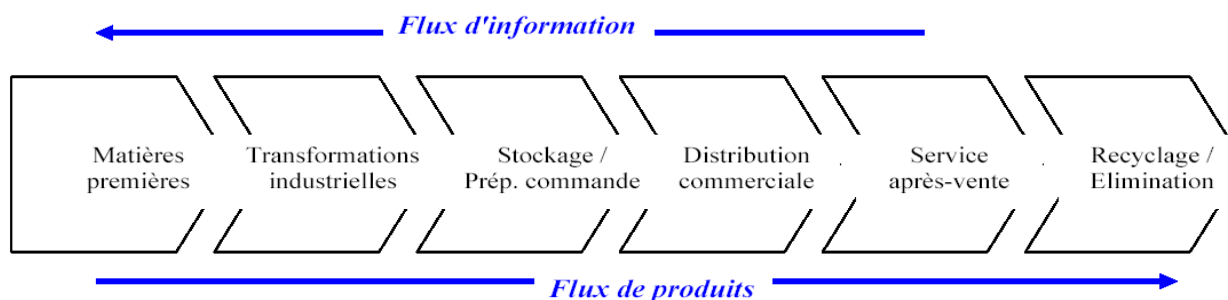 Flux d'information
Matières
premières
Transformations
industrielles
Stockage /
Prép. commande
Distribution
commerciale
Service
après-vente
Recyclage /
Elimination
Flux de produits